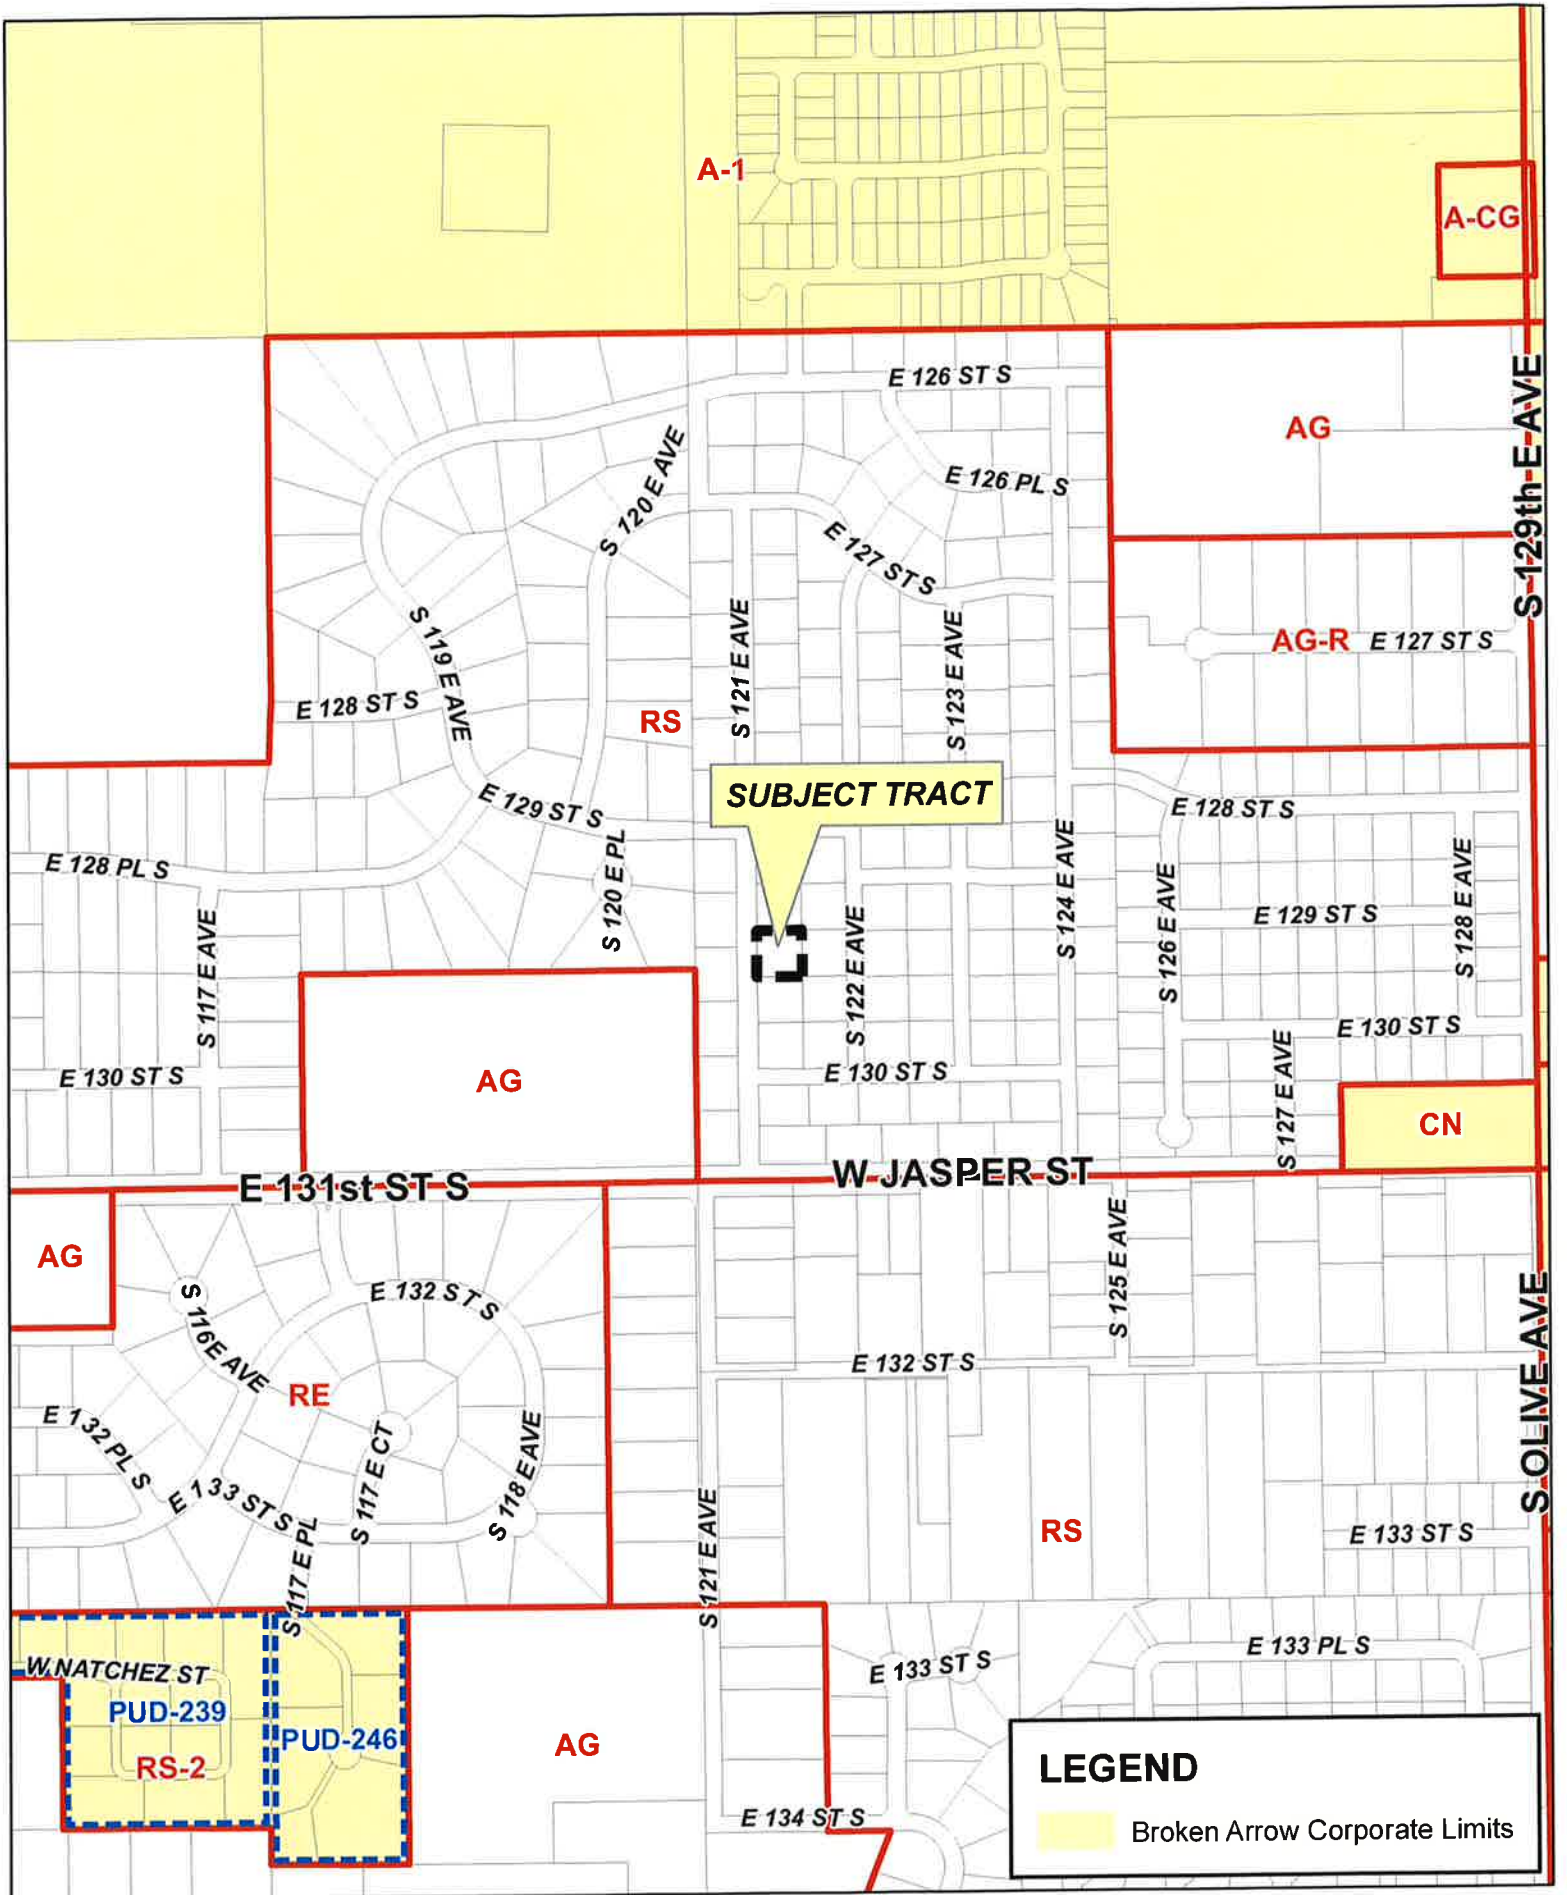 A-1
A-CG
E 126 ST S
AG
S 129th E AVE
S 120 E AVE
E 126 PL S
E 127 ST S
S 119 E AVE
S 121 E AVE
S 123 E AVE
AG-R
E 127 ST S
E 128 ST S
RS
SUBJECT TRACT
E 129 ST S
E 128 ST S
E 128 PL S
S 120 E PL
S 124 E AVE
S 126 E AVE
S 128 E AVE
S 117 E AVE
S 122 E AVE
E 129 ST S
E 130 ST S
AG
E 130 ST S
E 130 ST S
S 127 E AVE
CN
E 131st ST S
W JASPER ST
AG
S 116E AVE
E 132 ST S
S 125 E AVE
S OLIVE AVE
E 132 ST S
RE
E 132 PL S
E 133 ST S
S 117 E CT
S 118 E AVE
S 121 E AVE
RS
E 133 ST S
S 117 E PL
W NATCHEZ ST
PUD-239
RS-2
PUD-246
AG
E 133 ST S
E 133 PL S
E 134 ST S
LEGEND
Broken Arrow Corporate Limits